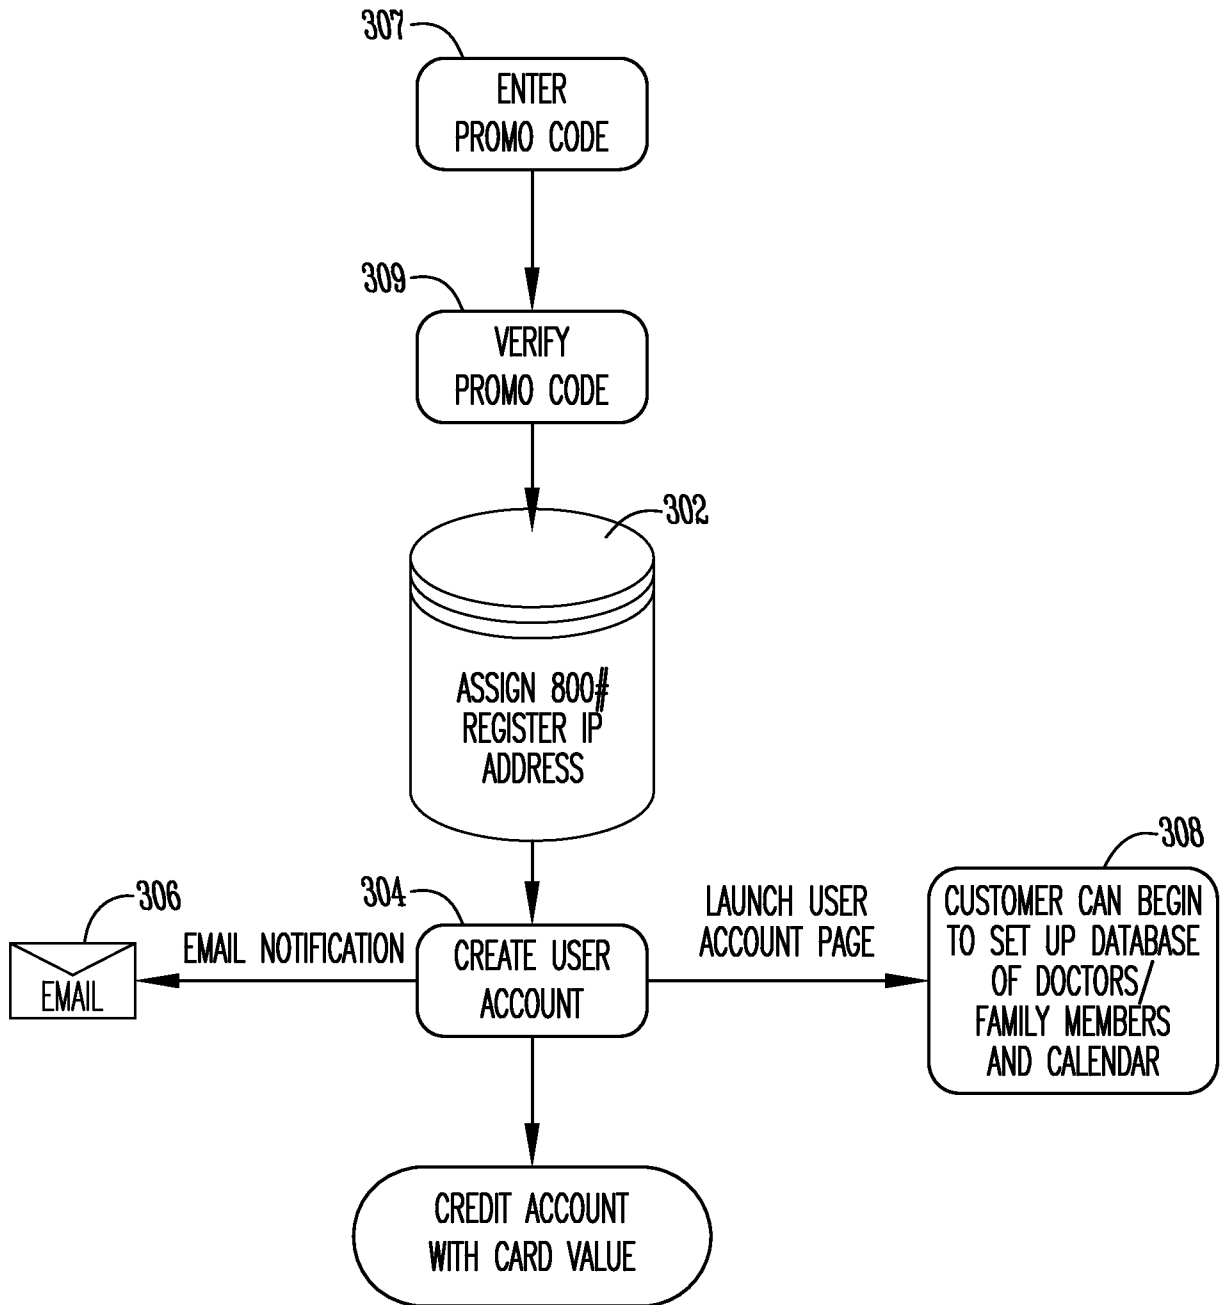 307
ENTER
PROMO CODE
309
VERIFY
PROMO CODE
302
ASSIGN 800#
REGISTER IP
ADDRESS
306
EMAIL
EMAIL NOTIFICATION
304
CREATE USER
ACCOUNT
LAUNCH USER
ACCOUNT PAGE
308
CUSTOMER CAN BEGIN
TO SET UP DATABASE
OF DOCTORS/
FAMILY MEMBERS
AND CALENDAR
CREDIT ACCOUNT
WITH CARD VALUE